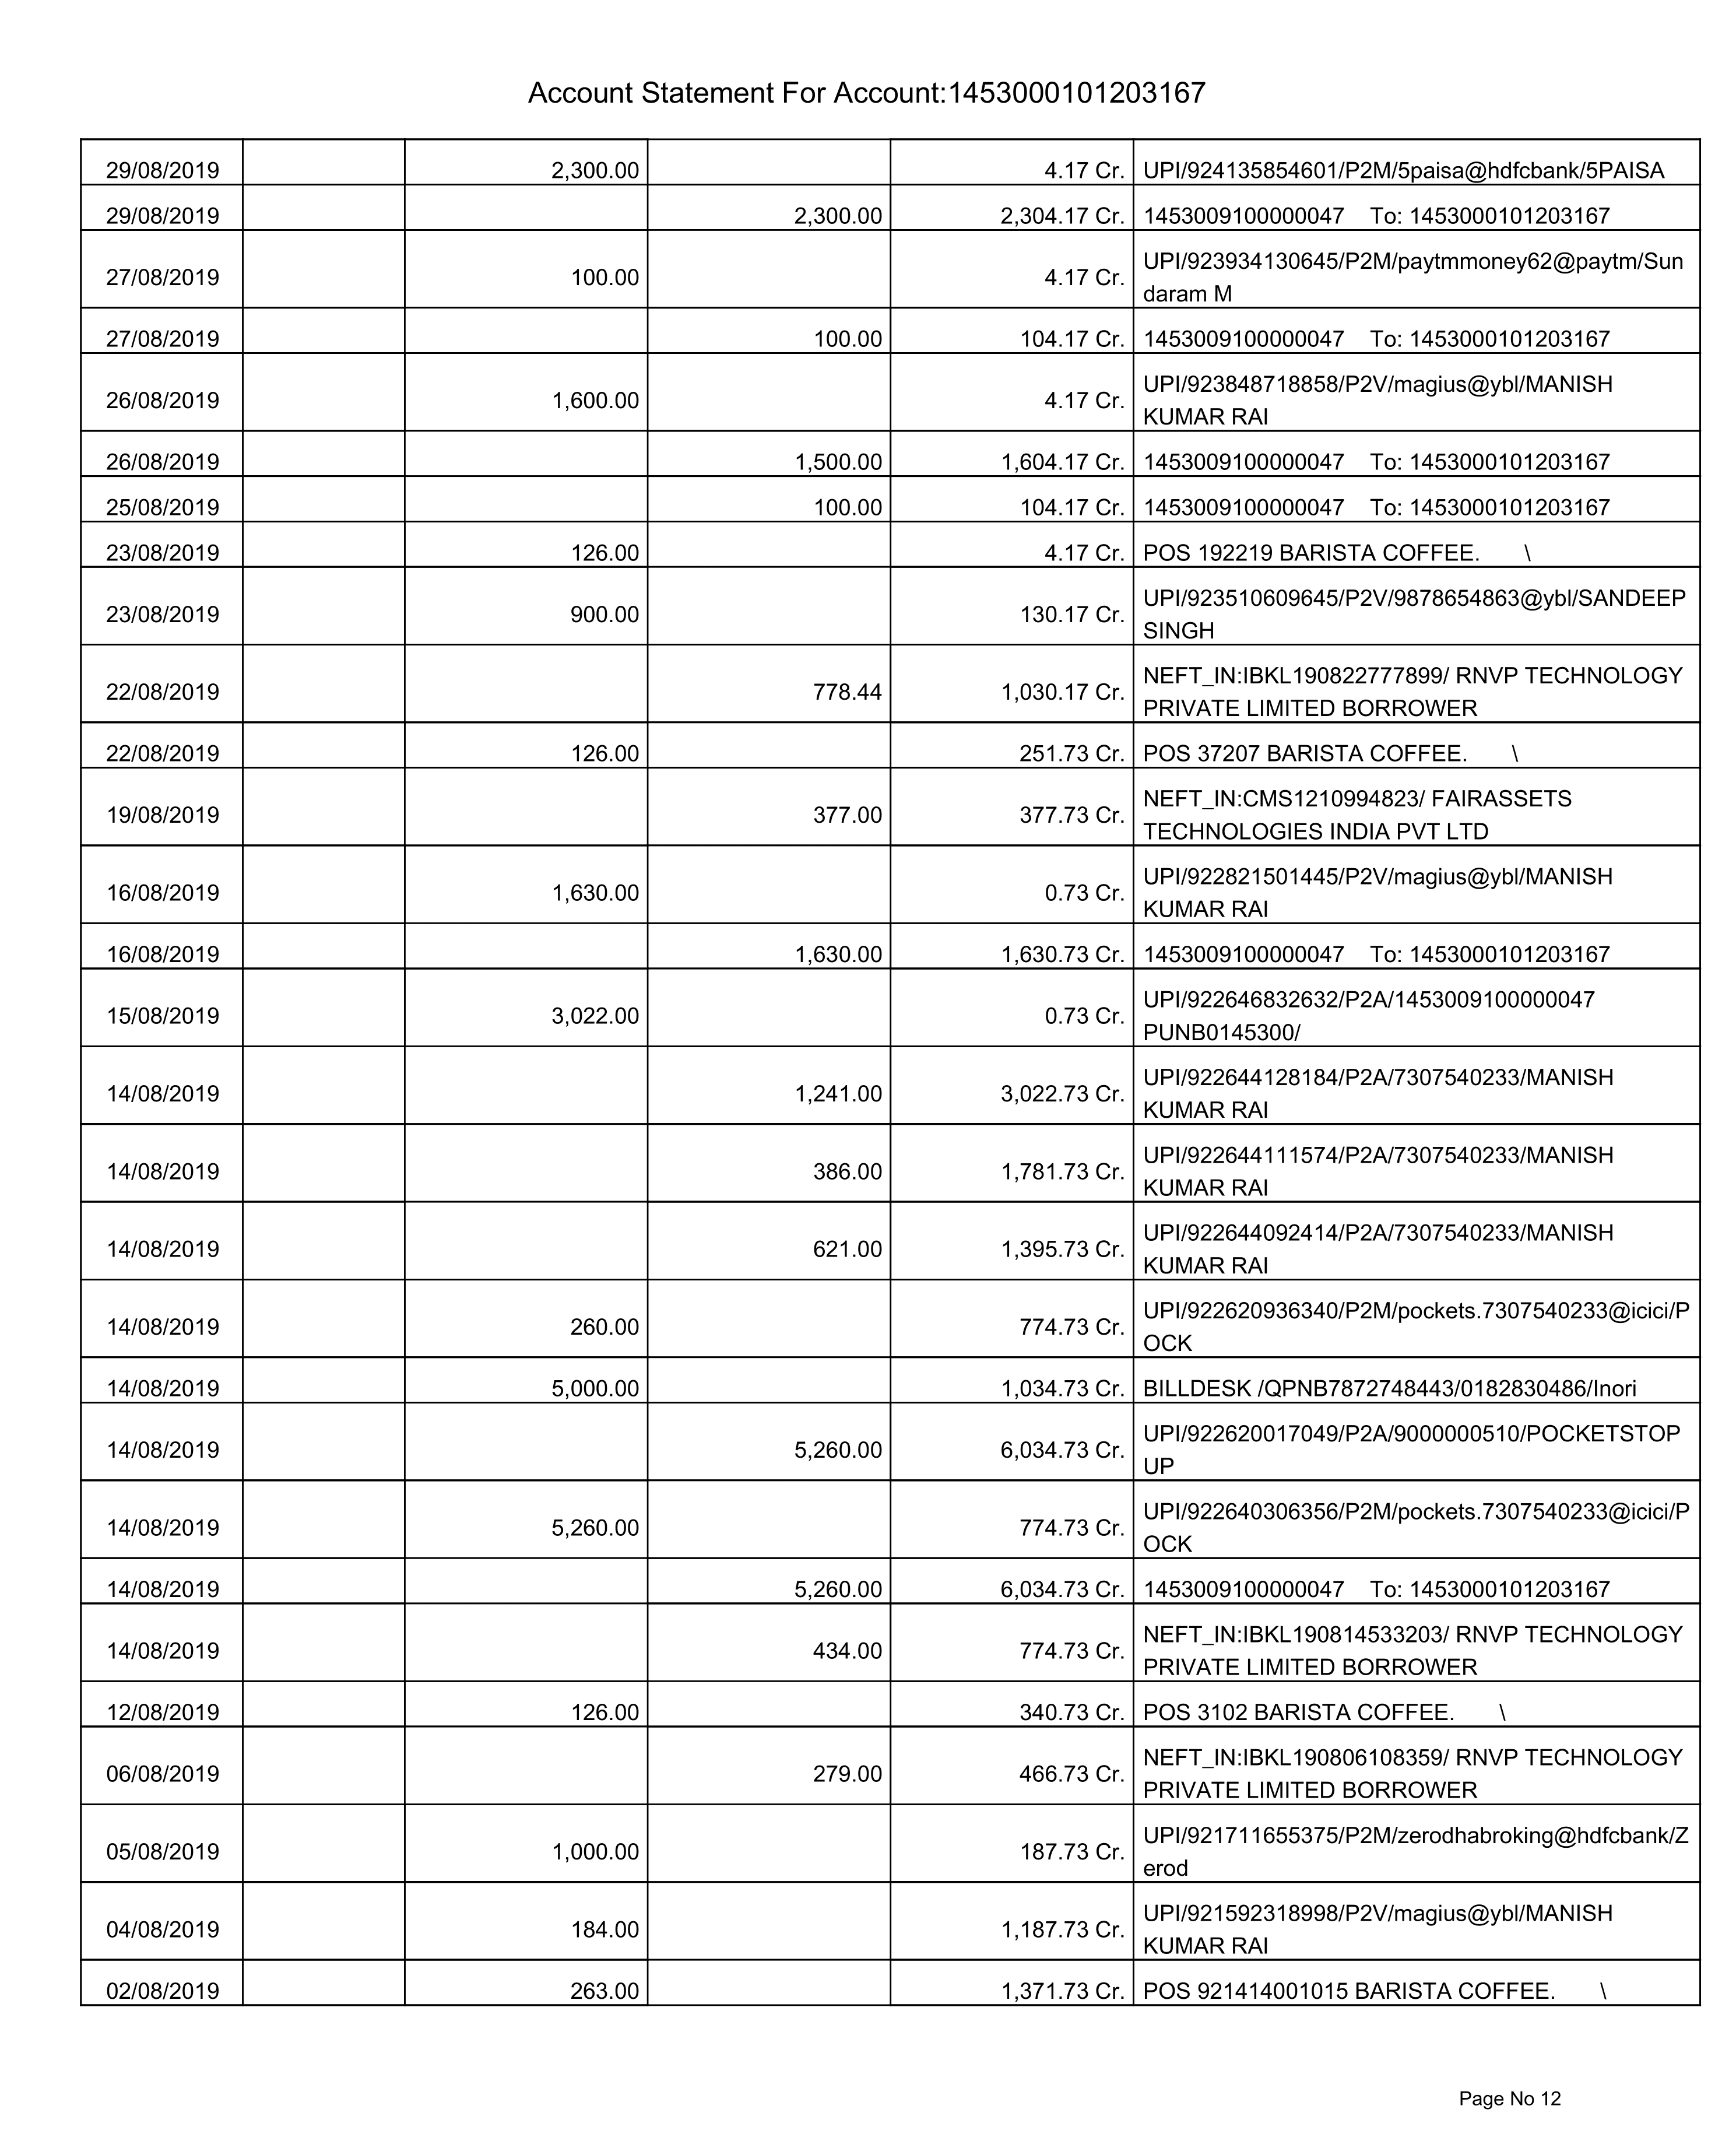 Account Statement For Account:1453000101203167
29/08/2019 2,300.00 4.17 Cr. UPI/924135854601/P2M/5paisa@hdfcbank/5PAISA
29/08/2019 2,300.00 2,304.17 Cr. 1453009100000047 To: 1453000101203167
27/08/2019 100.00 4.17 Cr. UPI/923934130645/P2M/paytmmoney62@paytm/Sun
daram M
27/08/2019 100.00 104.17 Cr. 1453009100000047 To: 1453000101203167
26/08/2019 1,600.00 4.17 Cr. UPI/923848718858/P2V/magius@ybl/MANISH
KUMAR RAI
26/08/2019 1,500.00 1,604.17 Cr. 1453009100000047 To: 1453000101203167
25/08/2019 100.00 104.17 Cr. 1453009100000047 To: 1453000101203167
23/08/2019 126.00 4.17 Cr. POS 192219 BARISTA COFFEE. \
23/08/2019 900.00 130.17 Cr. UPI/923510609645/P2V/9878654863@ybl/SANDEEP
SINGH
22/08/2019 778.44 1,030.17 Cr. NEFT_IN:IBKL190822777899/ RNVP TECHNOLOGY
PRIVATE LIMITED BORROWER
22/08/2019 126.00 251.73 Cr. POS 37207 BARISTA COFFEE. \
19/08/2019 377.00 377.73 Cr. NEFT_IN:CMS1210994823/ FAIRASSETS
TECHNOLOGIES INDIA PVT LTD
16/08/2019 1,630.00 0.73 Cr. UPI/922821501445/P2V/magius@ybl/MANISH
KUMAR RAI
16/08/2019 1,630.00 1,630.73 Cr. 1453009100000047 To: 1453000101203167
15/08/2019 3,022.00 0.73 Cr. UPI/922646832632/P2A/1453009100000047
PUNB0145300/
14/08/2019 1,241.00 3,022.73 Cr. UPI/922644128184/P2A/7307540233/MANISH
KUMAR RAI
14/08/2019 386.00 1,781.73 Cr. UPI/922644111574/P2A/7307540233/MANISH
KUMAR RAI
14/08/2019 621.00 1,395.73 Cr. UPI/922644092414/P2A/7307540233/MANISH
KUMAR RAI
14/08/2019 260.00 774.73 Cr. UPI/922620936340/P2M/pockets.7307540233@icici/P
OCK
14/08/2019 5,000.00 1,034.73 Cr. BILLDESK /QPNB7872748443/0182830486/Inori
14/08/2019 5,260.00 6,034.73 Cr. UPI/922620017049/P2A/9000000510/POCKETSTOP
UP
14/08/2019 5,260.00 774.73 Cr. UPI/922640306356/P2M/pockets.7307540233@icici/P
OCK
14/08/2019 5,260.00 6,034.73 Cr. 1453009100000047 To: 1453000101203167
14/08/2019 434.00 774.73 Cr. NEFT_IN:IBKL190814533203/ RNVP TECHNOLOGY
PRIVATE LIMITED BORROWER
12/08/2019 126.00 340.73 Cr. POS 3102 BARISTA COFFEE. \
06/08/2019 279.00 466.73 Cr. NEFT_IN:IBKL190806108359/ RNVP TECHNOLOGY
PRIVATE LIMITED BORROWER
05/08/2019 1,000.00 187.73 Cr. UPI/921711655375/P2M/zerodhabroking@hdfcbank/Z
erod
04/08/2019 184.00 1,187.73 Cr. UPI/921592318998/P2V/magius@ybl/MANISH
KUMAR RAI
02/08/2019 263.00 1,371.73 Cr. POS 921414001015 BARISTA COFFEE. \
Page No 12